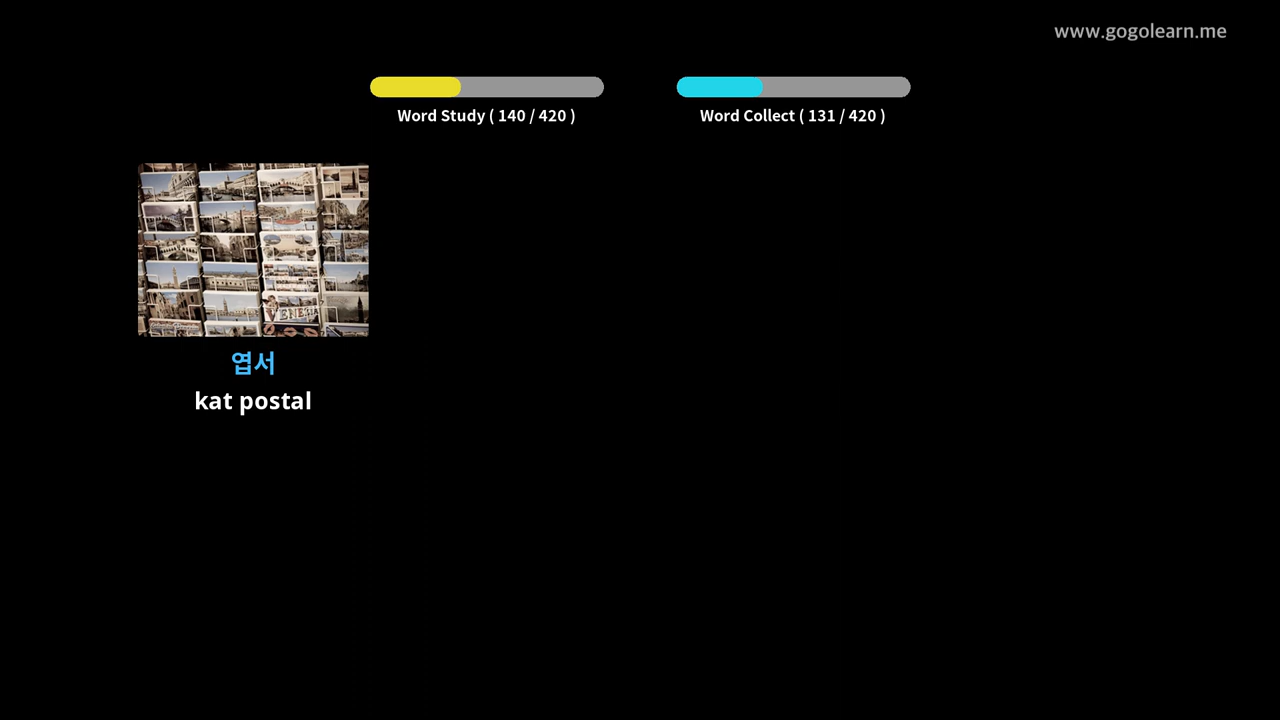 www.gogolearn.me
Word Study ( 140 / 420 )
Word Collect ( 131 / 420 )
엽서
kat postal